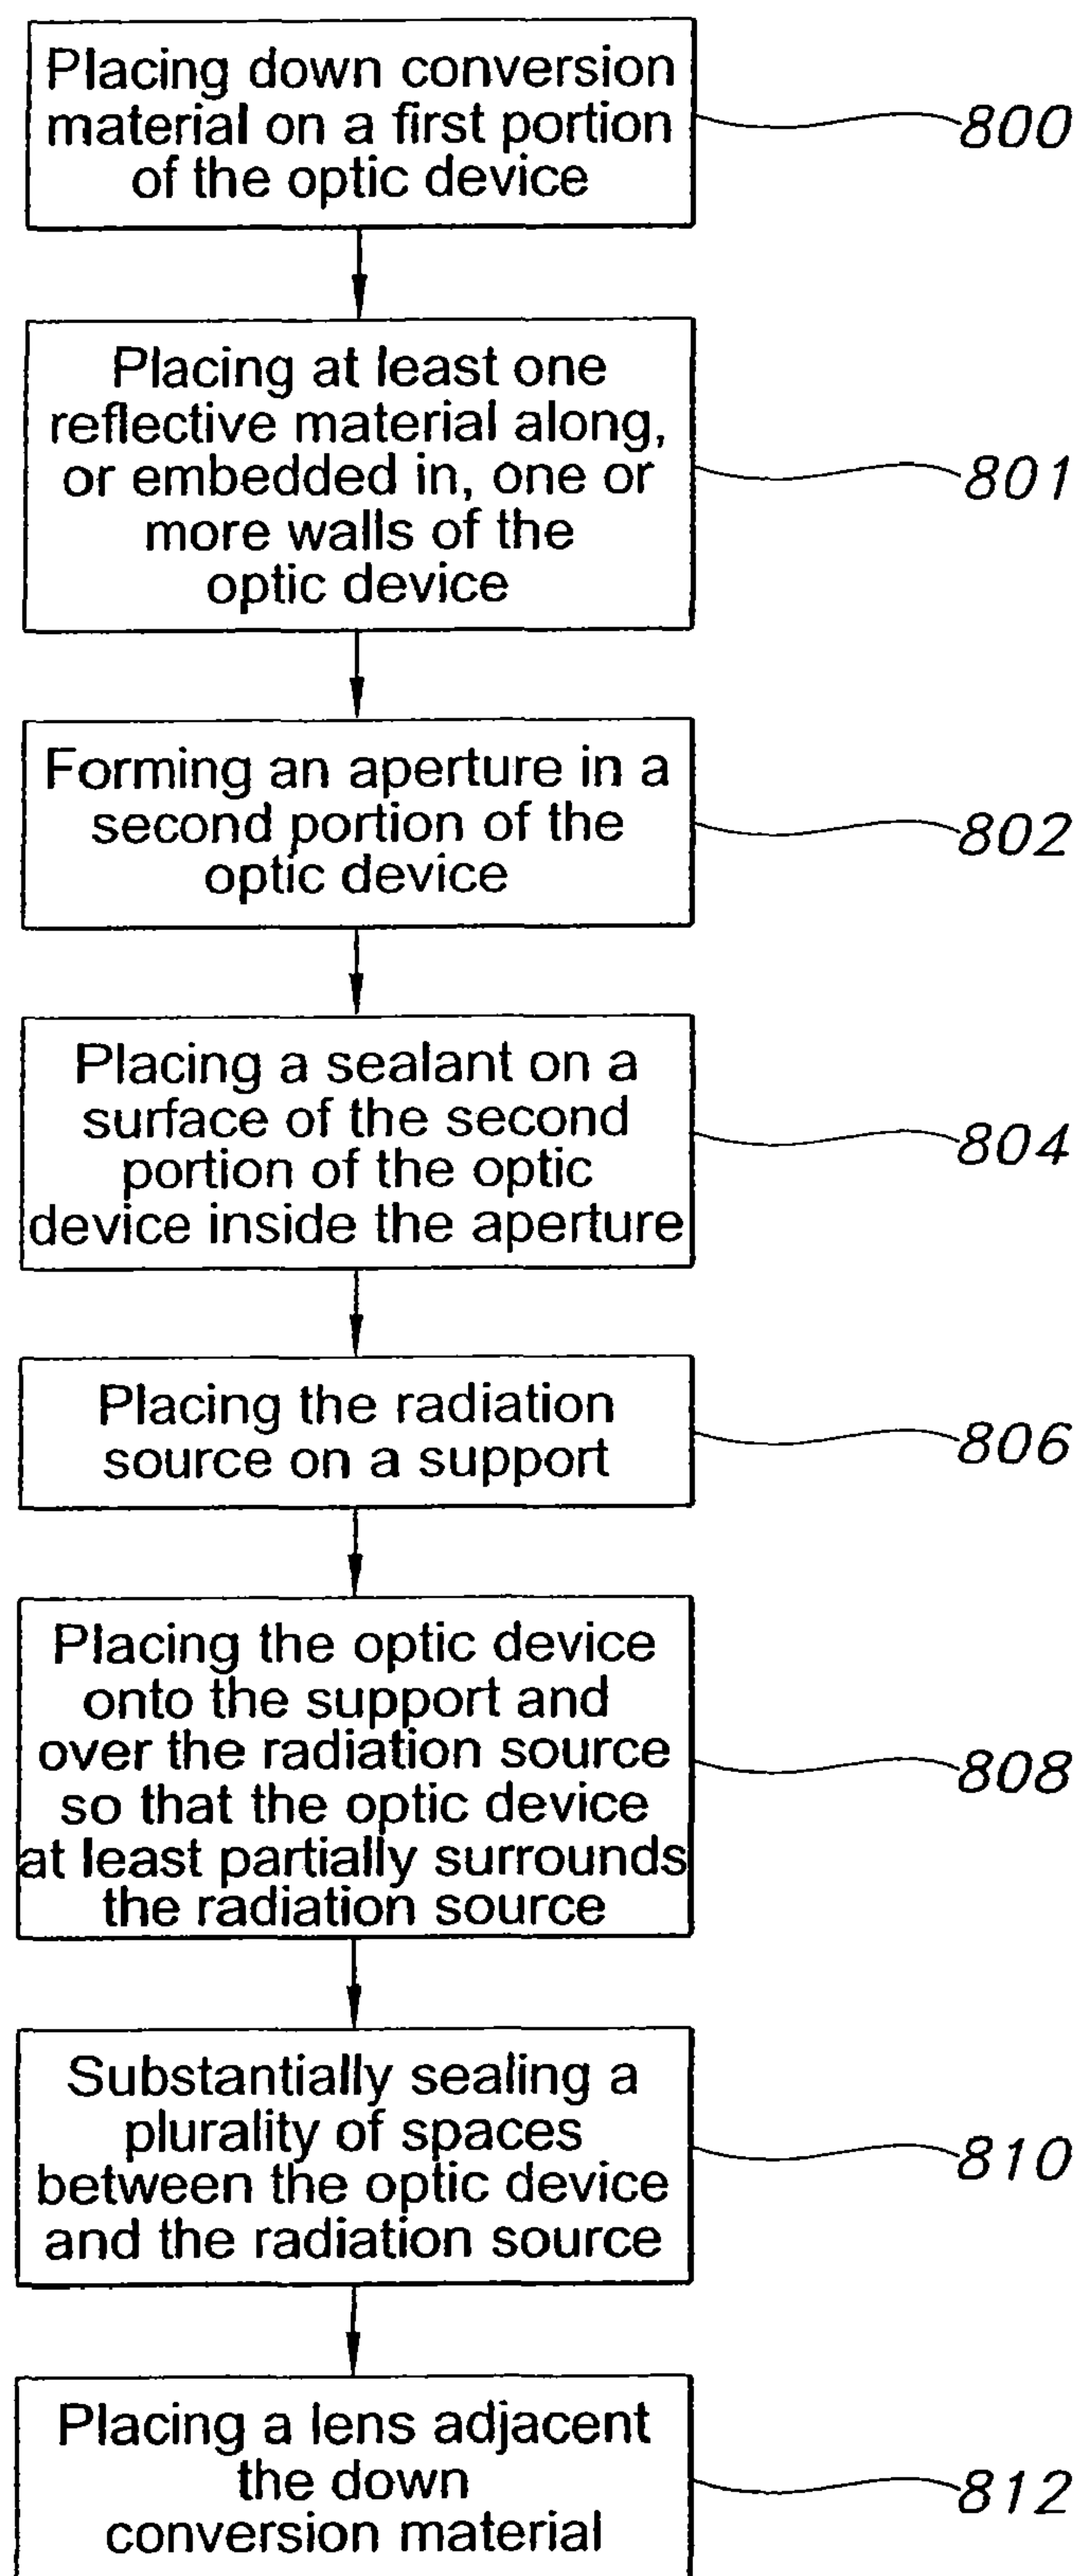 Placing down conversion
material on a first portion
of the optic device
800
Placing at least one
reflective material along,
or embedded in, one or
more walls of the
optic device
801
Forming an aperture in a
second portion of the
optic device
802
Placing a sealant on a
surface of the second
portion of the optic
device inside the aperture
804
Placing the radiation
source on a support
806
Placing the optic device
onto the support and
over the radiation source
so that the optic device
at least partially surrounds
the radiation source
808
Substantially sealing a
plurality of spaces
between the optic device
and the radiation source
810
Placing a lens adjacent
the down
conversion material
812